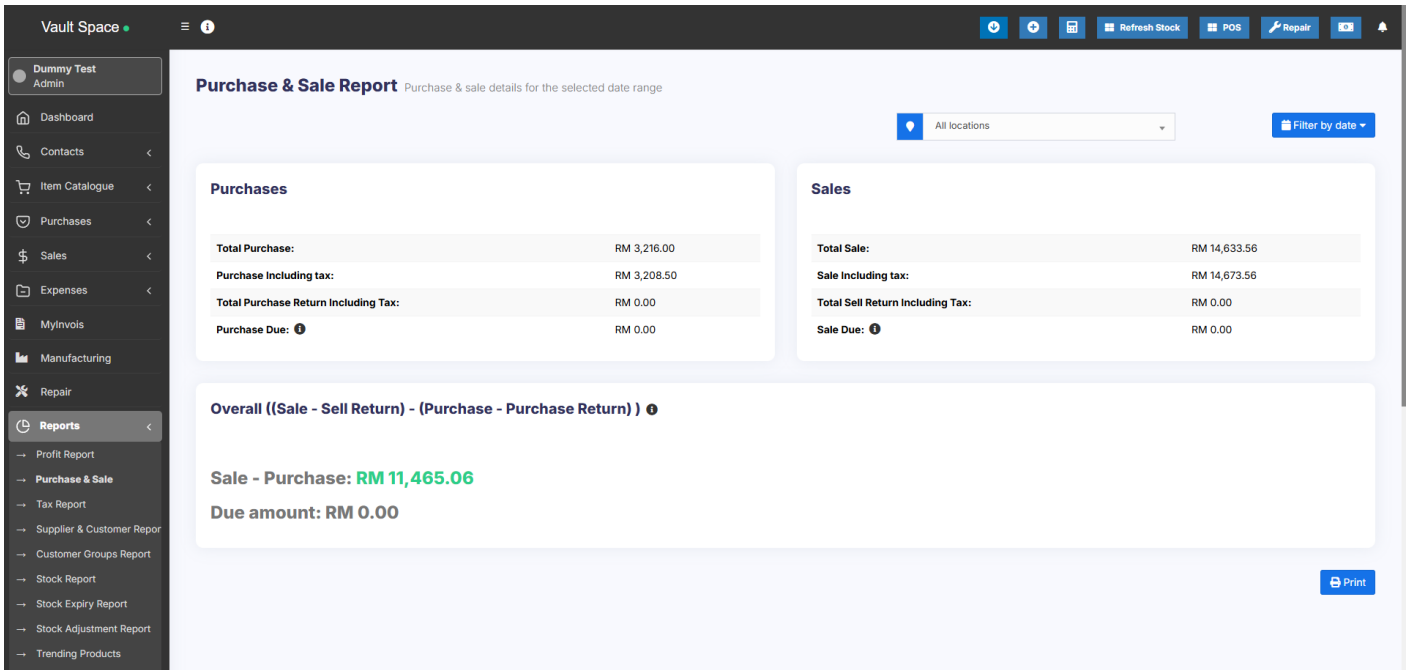 Vault Space
Refresh Stock
POS
Repair
Dummy Test
Admin
Dashboard
Contacts
Item Catalogue
Purchases
Sales
Expenses
MyInvois
Manufacturing
Repair
Reports
Profit Report
Purchase & Sale
Tax Report
Supplier & Customer Repor
Customer Groups Report
Stock Report
Stock Expiry Report
Stock Adjustment Report
Trending Products
Purchase & Sale Report Purchase & sale details for the selected date range
All locations
Filter by date
Purchases
Total Purchase: RM 3,216.00
Purchase Including tax: RM 3,208.50
Total Purchase Return Including Tax: RM 0.00
Purchase Due: RM 0.00
Sales
Total Sale: RM 14,633.56
Sale Including tax: RM 14,673.56
Total Sell Return Including Tax: RM 0.00
Sale Due: RM 0.00
Overall ((Sale - Sell Return) - (Purchase - Purchase Return) )
Sale - Purchase: RM 11,465.06
Due amount: RM 0.00
Print